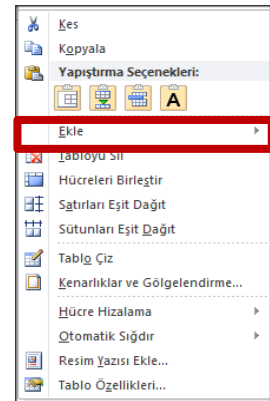 Kes
Kopyala
Yapıştırma Seçenekleri:
A
Ekle
Tabloyu Sil
Hücreleri Birleştir
Satırları Eşit Dağıt
Sütunları Eşit Dağıt
Tablo Çiz
Kenarlıklar ve Gölgelendirme...
Hücre Hizalama
Otomatik Sığdır
Resim Yazısı Ekle...
Tablo Özellikleri...